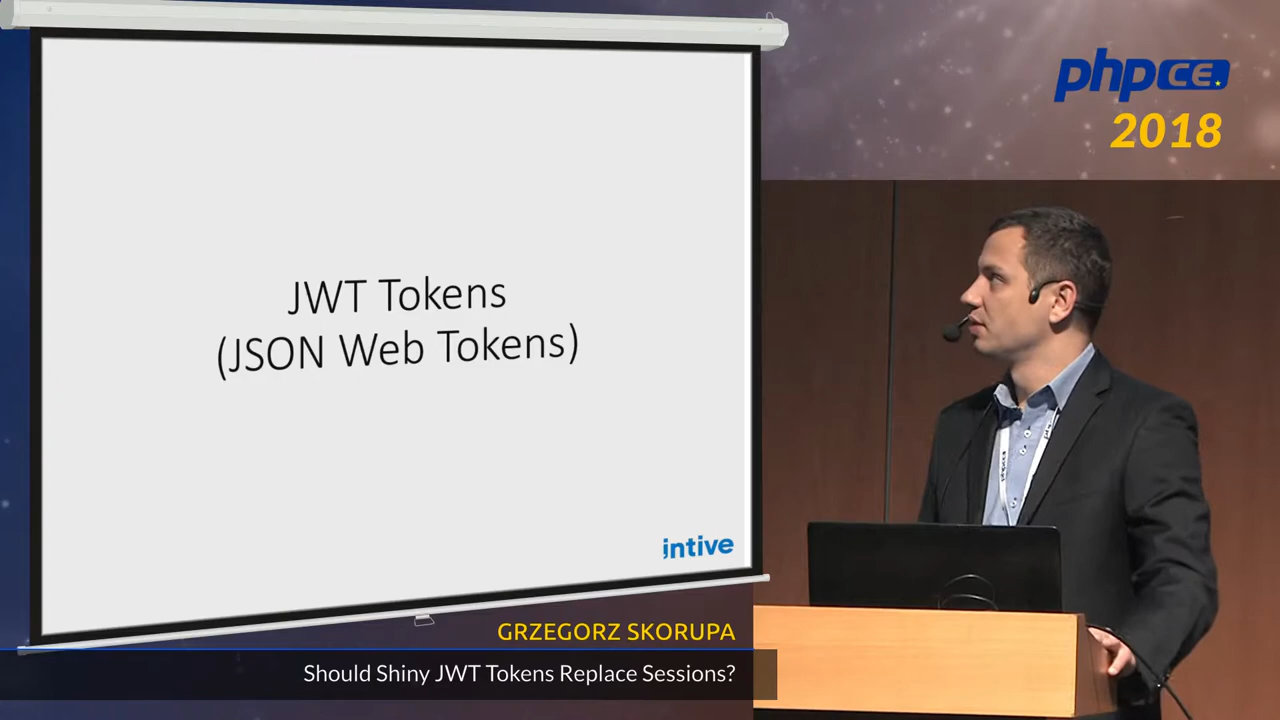 phpce
2018
JWT Tokens
(JSON Web Tokens)
intive
GRZEGORZ SKORUPA
Should Shiny JWT Tokens Replace Sessions?